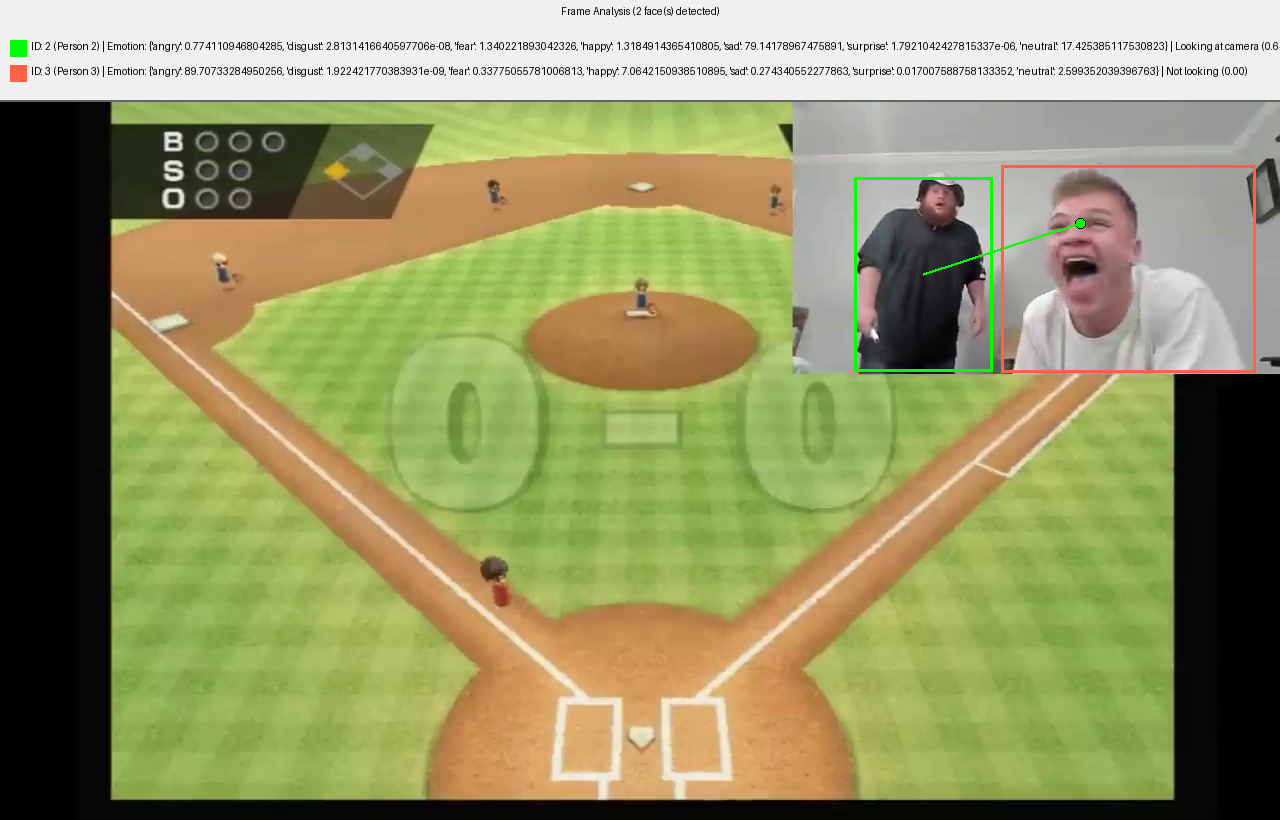 Frame Analysis (2 face(s) detected)
ID: 2 (Person 2) | Emotion: {'angry': 0.774110946804285, 'disgust': 2.8131416640597706e-08, 'fear': 1.340221893042326, 'happy': 1.3184914365410805, 'sad': 79.14178967475891, 'surprise': 1.7921042427815337e-06, 'neutral': 17.425385117530823} | Looking at camera (0.6
ID: 3 (Person 3) | Emotion: {'angry': 89.70733284950256, 'disgust': 1.922421770383931e-09, 'fear': 0.33775055781006813, 'happy': 7.0642150938510895, 'sad': 0.274340552277863, 'surprise': 0.017007588758133352, 'neutral': 2.599352039396763} | Not looking (0.00)
B
S
O
0 - 0